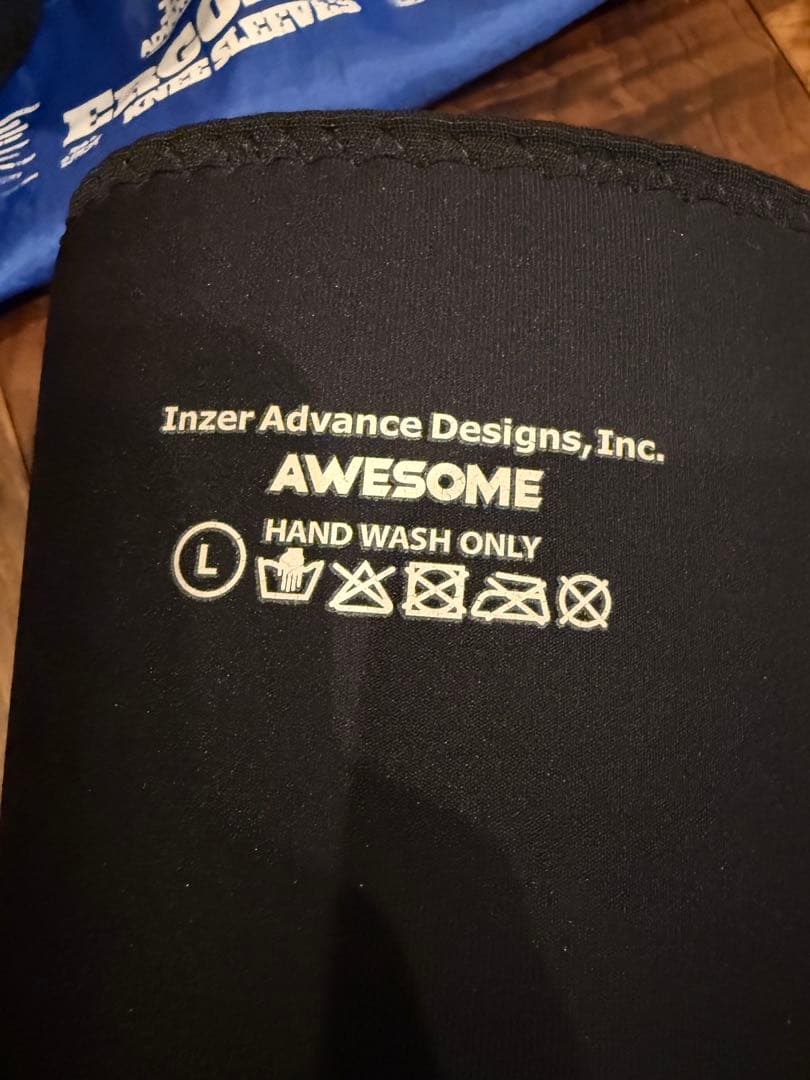 KNEE SLEEVES
Inzer Advance Designs, Inc.
AWESOME
HAND WASH ONLY
L